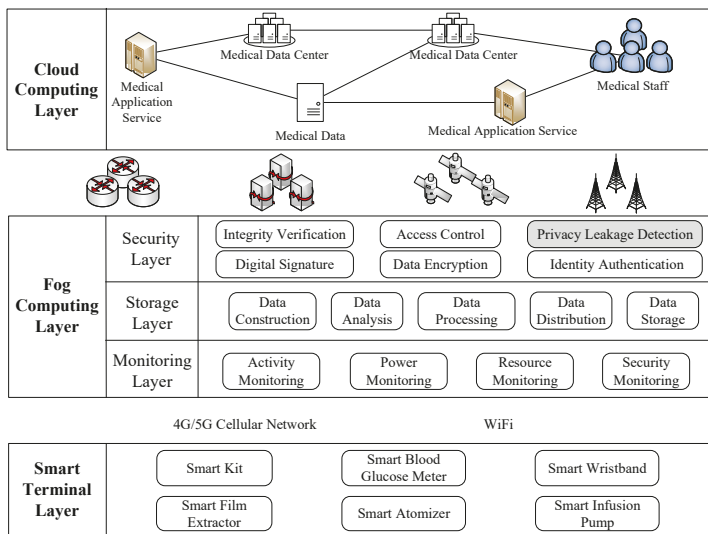 Cloud
Computing
Layer
Medical
Application
Service
Medical Data Center
Medical Data Center
Medical Data
Medical Application Service
Medical Staff
Fog
Computing
Layer
Security
Layer
Integrity Verification
Access Control
Privacy Leakage Detection
Digital Signature
Data Encryption
Identity Authentication
Storage
Layer
Data
Construction
Data
Analysis
Data
Processing
Data
Distribution
Data
Storage
Monitoring
Layer
Activity
Monitoring
Power
Monitoring
Resource
Monitoring
Security
Monitoring
4G/5G Cellular Network
WiFi
Smart
Terminal
Layer
Smart Kit
Smart Blood
Glucose Meter
Smart Wristband
Smart Film
Extractor
Smart Atomizer
Smart Infusion
Pump